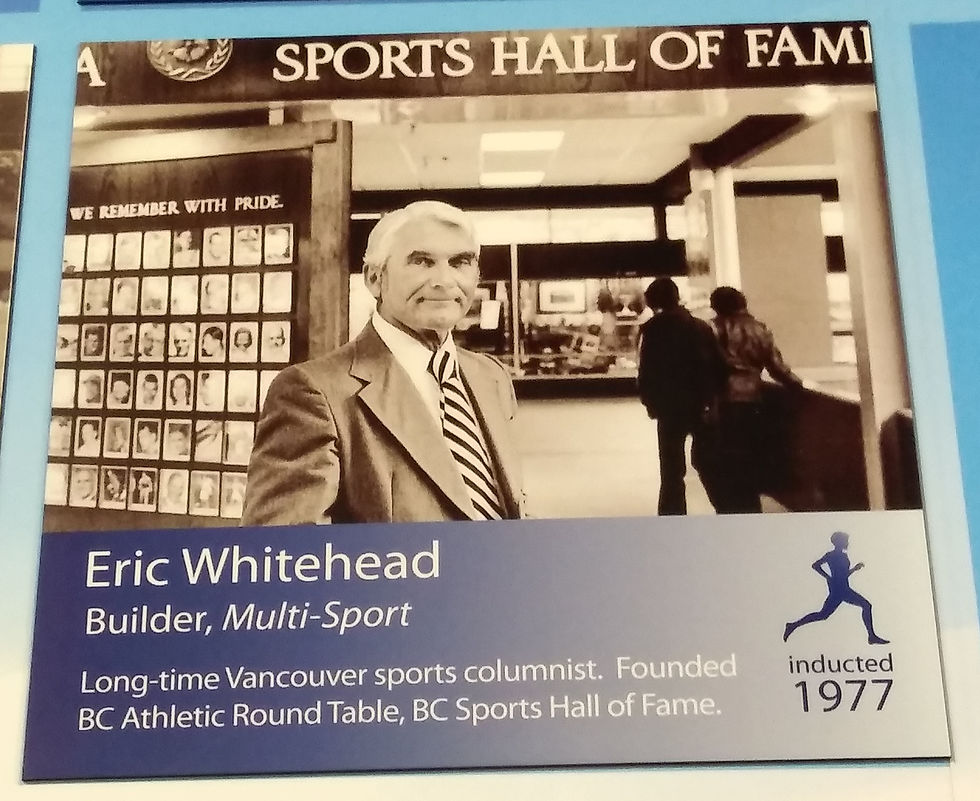 A SPORTS HALL OF FAM
WE REMEMBER WITH PRIDE.
Eric Whitehead
Builder, Multi-Sport
Long-time Vancouver sports columnist. Founded
BC Athletic Round Table, BC Sports Hall of Fame.
inducted
1977